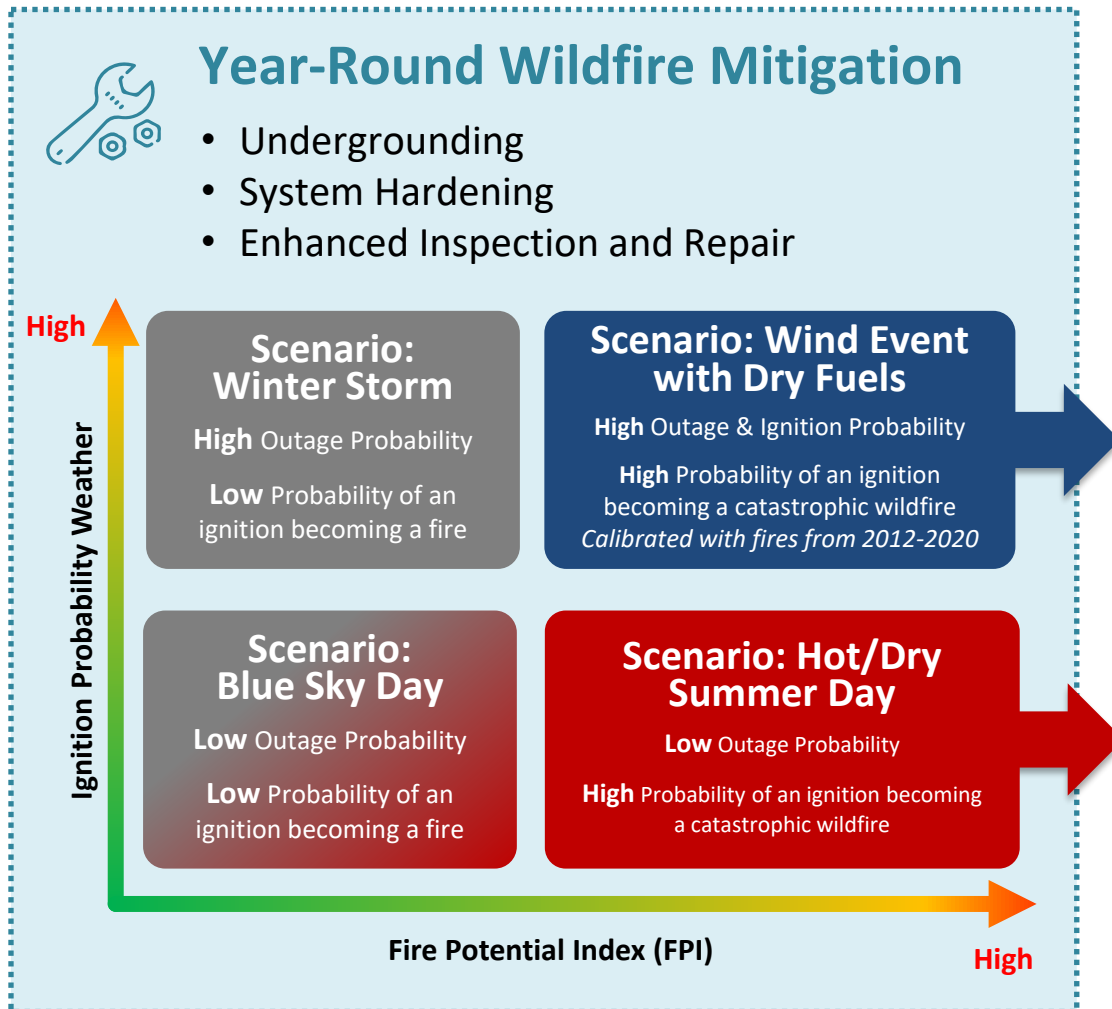 Year-Round Wildfire Mitigation
• Undergrounding
• System Hardening
• Enhanced Inspection and Repair
High
Ignition Probability Weather
Scenario:
Winter Storm
High Outage Probability
Low Probability of an
ignition becoming a fire
Scenario: Wind Event
with Dry Fuels
High Outage & Ignition Probability
High Probability of an ignition
becoming a catastrophic wildfire
Calibrated with fires from 2012-2020
Scenario:
Blue Sky Day
Low Outage Probability
Low Probability of an
ignition becoming a fire
Scenario: Hot/Dry
Summer Day
Low Outage Probability
High Probability of an ignition becoming
a catastrophic wildfire
Fire Potential Index (FPI)
High